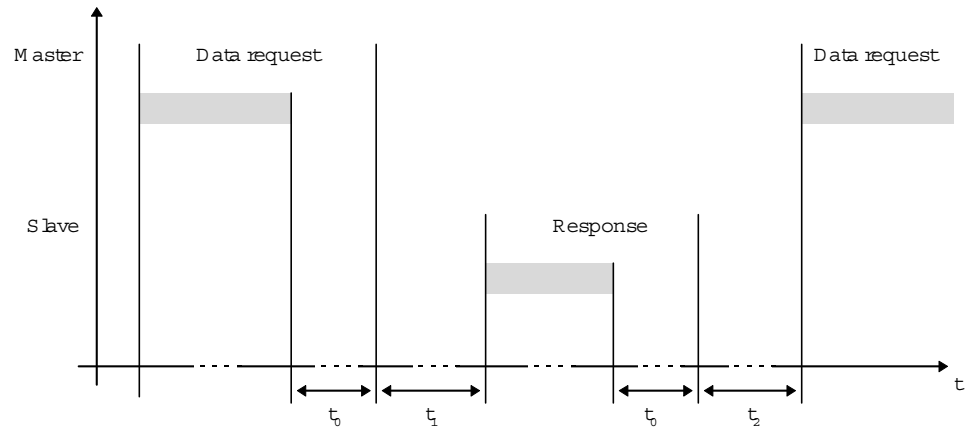 Master Data request Data request
Slave Response
t
t0 t1 t0 t2